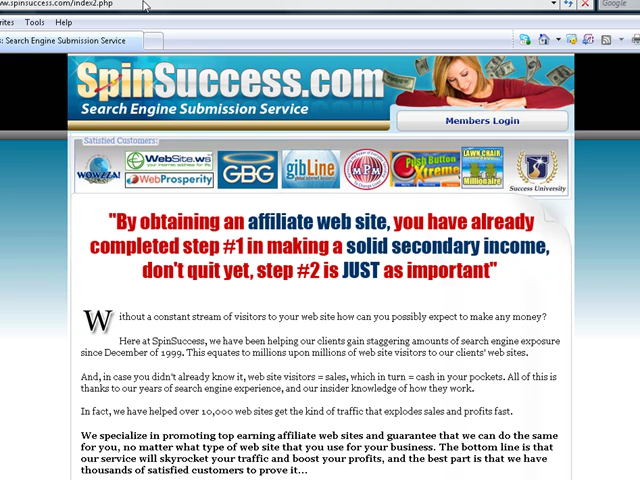 w.spinsuccess.com/index2.php
Google
rites Tools Help
s: Search Engine Submission Service
SpinSuccess.com
Search Engine Submission Service
Members Login
Satisfied Customers:
WOWZZA!
WebSite.ws
WebProsperity
GBG
gibLine
MPM
Push Button
Xtreme
LAWN CHAIR
Millionaire
Success University
"By obtaining an affiliate web site, you have already
completed step #1 in making a solid secondary income,
don't quit yet, step #2 is JUST as important"
Without a constant stream of visitors to your web site how can you possibly expect to make any money?
Here at SpinSuccess, we have been helping our clients gain staggering amounts of search engine exposure
since December of 1999. This equates to millions upon millions of web site visitors to our clients' web sites.
And, in case you didn't already know it, web site visitors = sales, which in turn = cash in your pockets. All of this is
thanks to our years of search engine experience, and our insider knowledge of how they work.
In fact, we have helped over 10,000 web sites get the kind of traffic that explodes sales and profits fast.
We specialize in promoting top earning affiliate web sites and guarantee that we can do the same
for you, no matter what type of web site that you use for your business. The bottom line is that
our service will skyrocket your traffic and boost your profits, and the best part is that we have
thousands of satisfied customers to prove it...